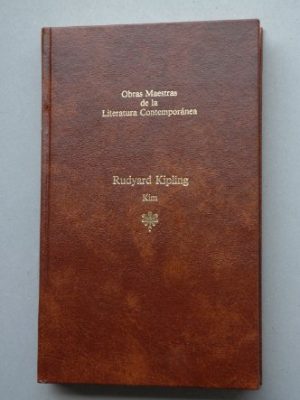 Obras Maestras
de la
Literatura Contemporánea
Rudyard Kipling
Kim